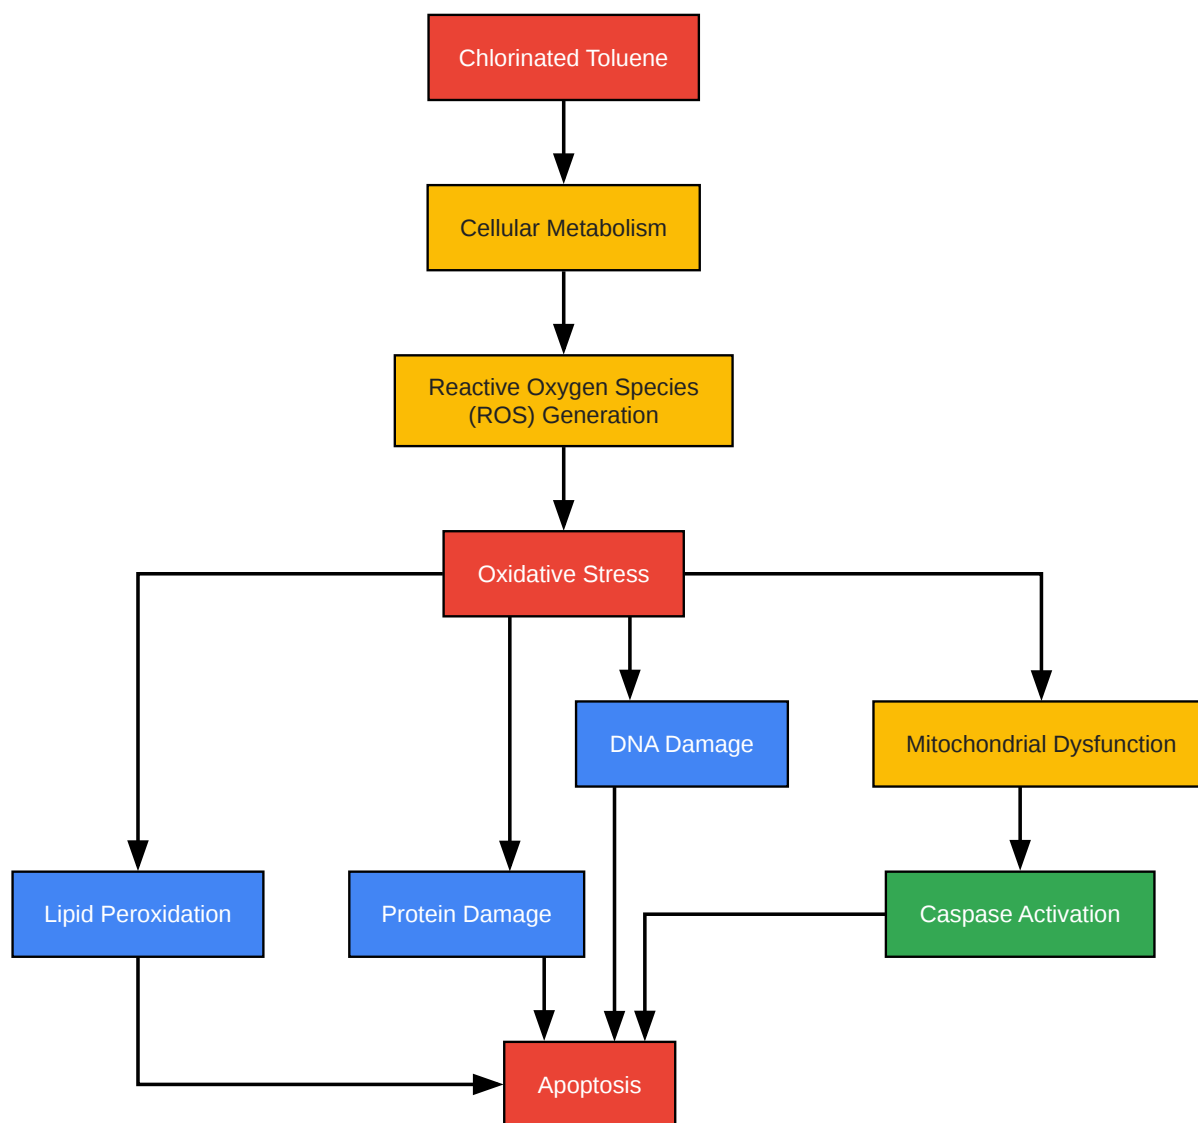 Chlorinated Toluene
Cellular Metabolism
Reactive Oxygen Species
(ROS) Generation
Oxidative Stress
DNA Damage
Mitochondrial Dysfunction
Lipid Peroxidation
Protein Damage
Caspase Activation
Apoptosis